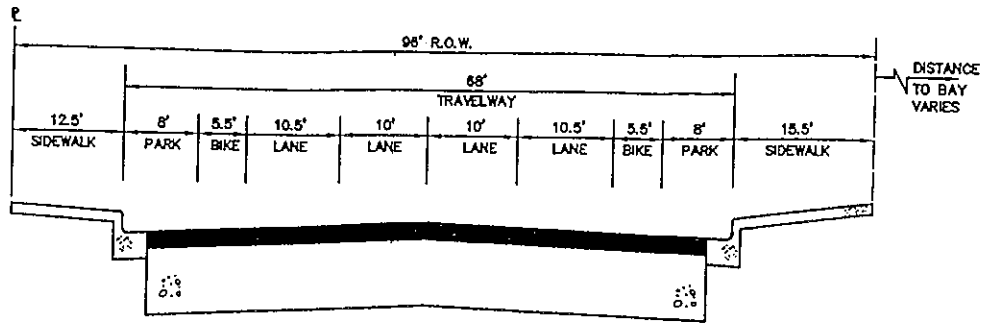 P
96' R.O.W.
68'
TRAVELWAY
DISTANCE
TO BAY
VARIES
12.5' 8' 5.5' 10.5' 10' 10' 10.5' 5.5' 8' 15.5'
SIDEWALK PARK BIKE LANE LANE LANE LANE BIKE PARK SIDEWALK